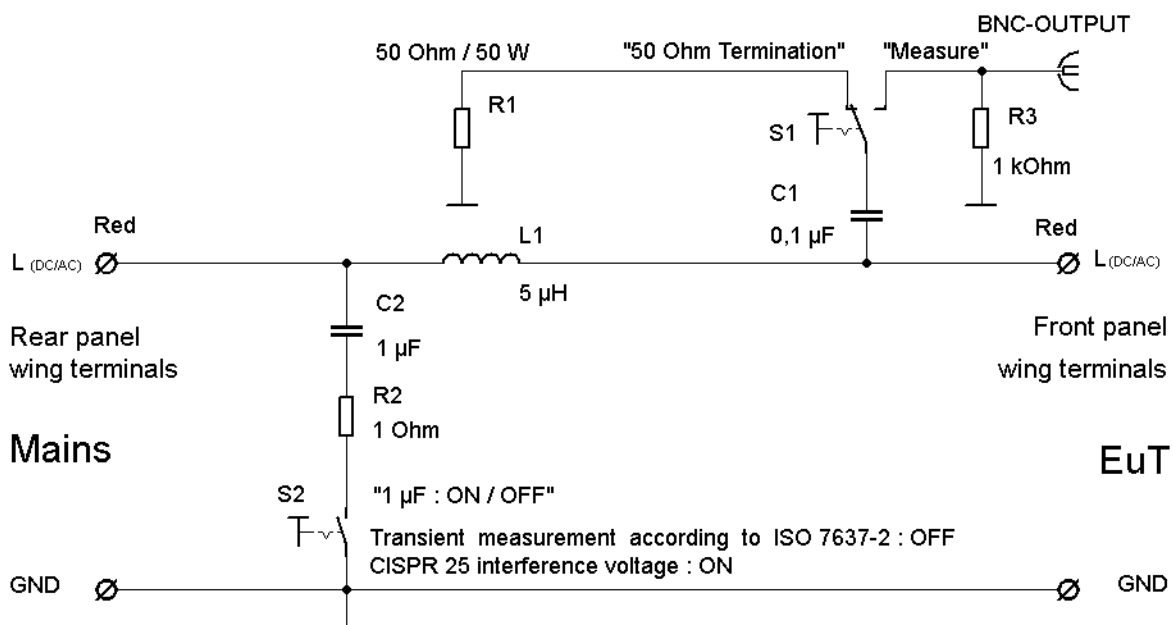 BNC-OUTPUT
50 Ohm / 50 W
"50 Ohm Termination"
"Measure"
R1
S1
R3
1 kOhm
C1
0,1 µF
Red
L (DC/AC)
L1
5 µH
Red
L (DC/AC)
C2
1 µF
Rear panel
wing terminals
Front panel
wing terminals
R2
1 Ohm
Mains
EuT
S2
"1 µF : ON / OFF"
Transient measurement according to ISO 7637-2 : OFF
CISPR 25 interference voltage : ON
GND
GND